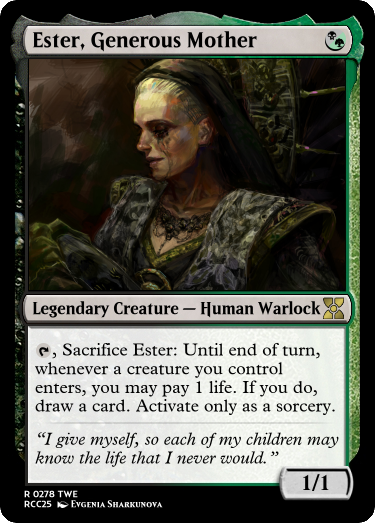 Ester, Generous Mother
Legendary Creature — Human Warlock
, Sacrifice Ester: Until end of turn,
whenever a creature you control
enters, you may pay 1 life. If you do,
draw a card. Activate only as a sorcery.
“I give myself, so each of my children may
know the life that I never would.”
1/1
R 0278 TWE
RCC25 Evgenia Sharkunova